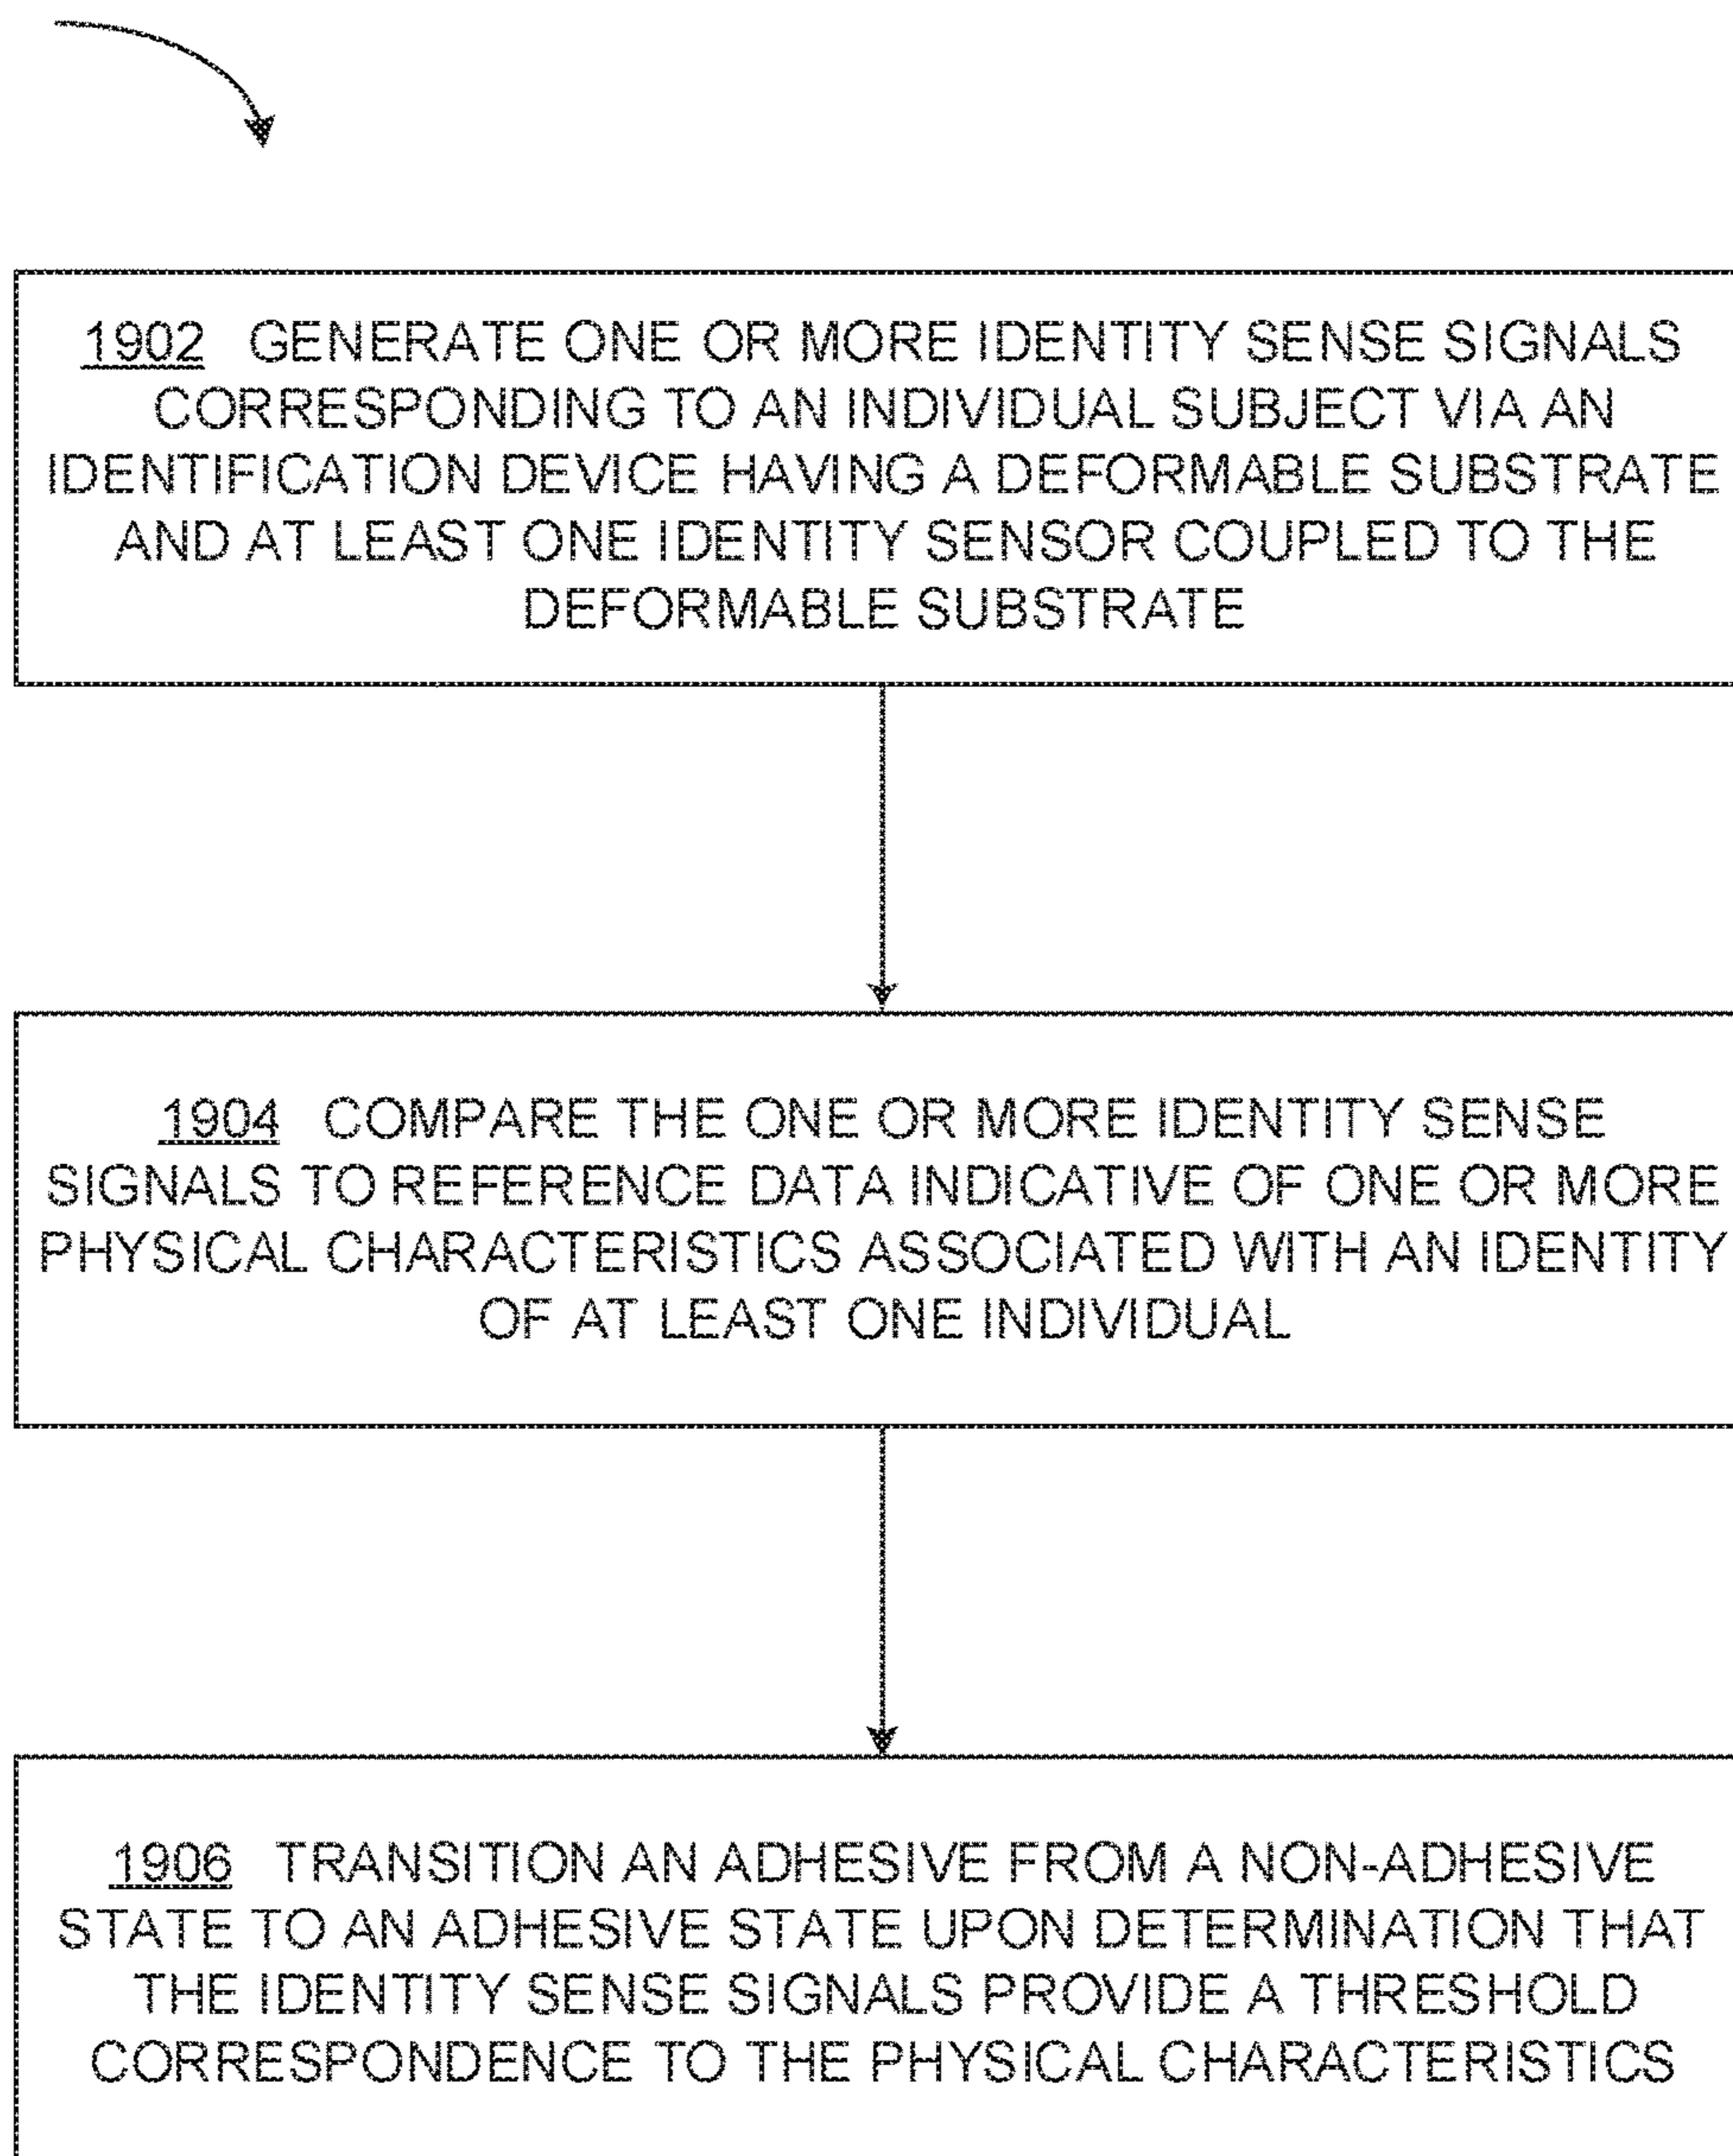 1902 GENERATE ONE OR MORE IDENTITY SENSE SIGNALS
CORRESPONDING TO AN INDIVIDUAL SUBJECT VIA AN
IDENTIFICATION DEVICE HAVING A DEFORMABLE SUBSTRATE
AND AT LEAST ONE IDENTITY SENSOR COUPLED TO THE
DEFORMABLE SUBSTRATE
1904 COMPARE THE ONE OR MORE IDENTITY SENSE
SIGNALS TO REFERENCE DATA INDICATIVE OF ONE OR MORE
PHYSICAL CHARACTERISTICS ASSOCIATED WITH AN IDENTITY
OF AT LEAST ONE INDIVIDUAL
1906 TRANSITION AN ADHESIVE FROM A NON-ADHESIVE
STATE TO AN ADHESIVE STATE UPON DETERMINATION THAT
THE IDENTITY SENSE SIGNALS PROVIDE A THRESHOLD
CORRESPONDENCE TO THE PHYSICAL CHARACTERISTICS